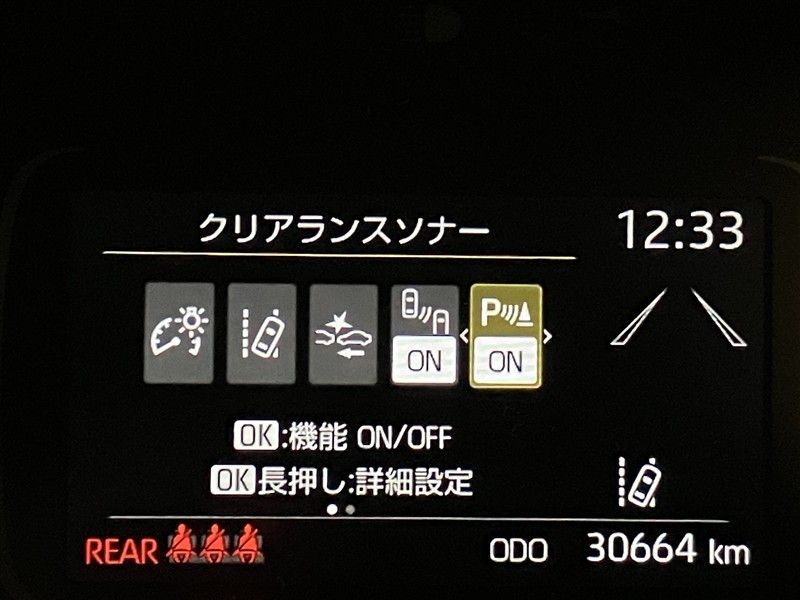 クリアランスソナー
12:33
P
ON
ON
OK:機能 ON/OFF
OK長押し:詳細設定
REAR
ODO 30664 km